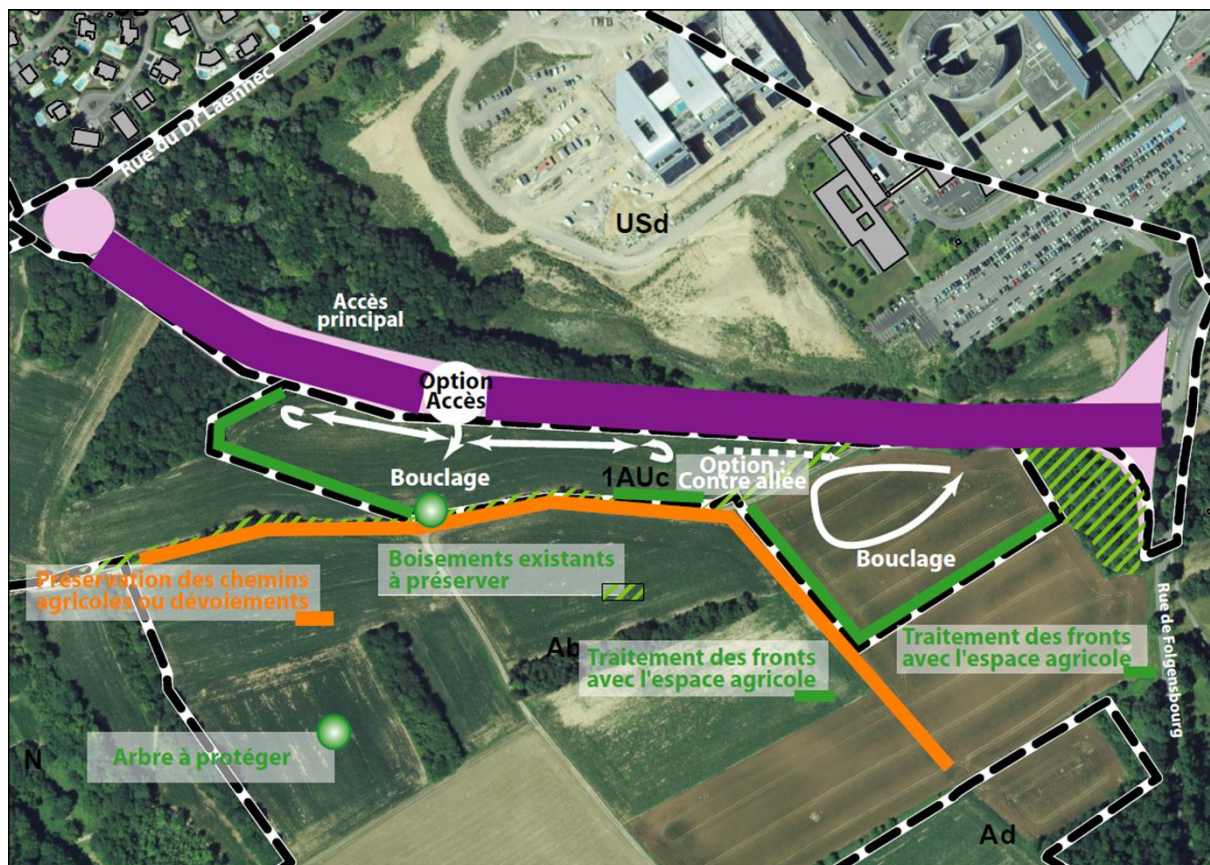 Rue du Dr Laennec
USd
Accès
principal
Option
Accès
Bouclage
1AUc
Option :
Contre allée
Bouclage
Boisements existants
à préserver
Préservation des chemins
agricoles ou dévoiements
Rue de Folgensbourg
Ab
Traitement des fronts
avec l'espace agricole
Traitement des fronts
avec l'espace agricole
Arbre à protéger
N
Ad